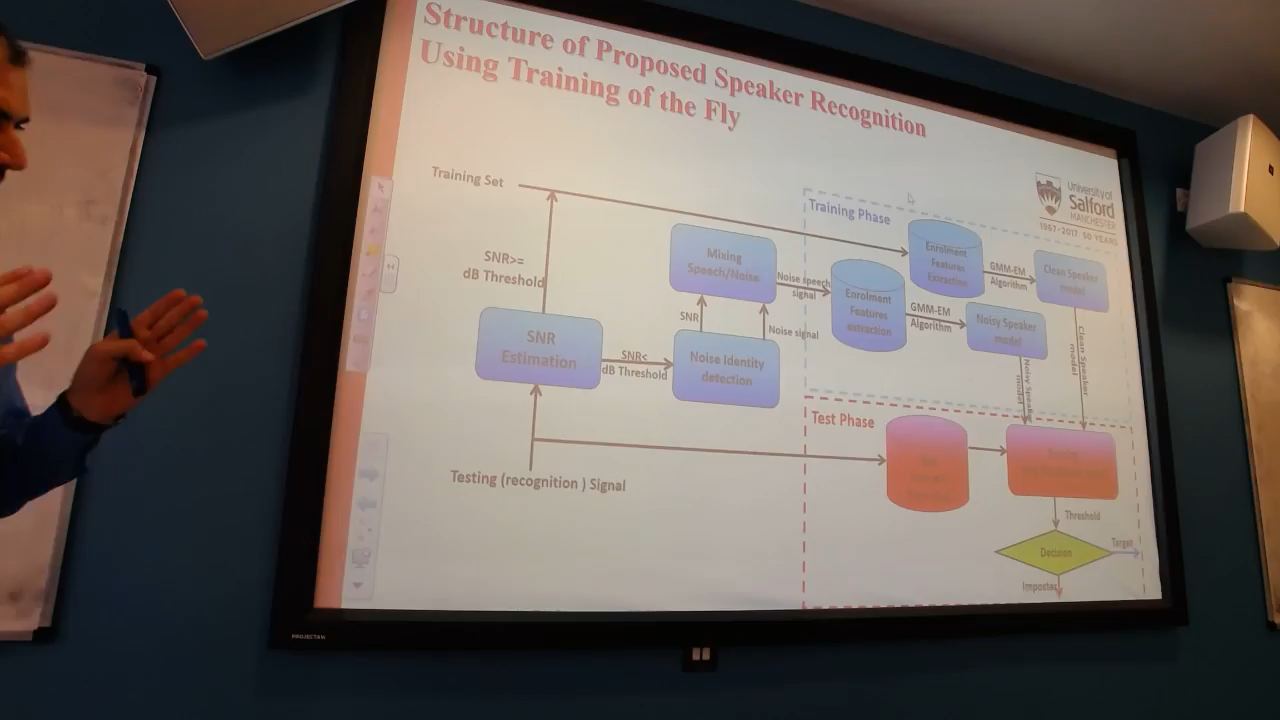 Structure of Proposed Speaker Recognition
Using Training of the Fly
Training Set
University of
Salford
MANCHESTER
1967-2017 50 YEARS
Training Phase
SNR>=
dB Threshold
Mixing
Speech/Noise
Noise speech
signal
Enrolment
Features
Extraction
GMM-EM
Algorithm
Clean Speaker
model
Enrolment
Features
extraction
GMM-EM
Algorithm
Noisy Speaker
model
SNR
Noise signal
SNR
Estimation
SNR<
dB Threshold
Noise Identity
detection
Noisy Speaker
model
Clean Speaker
model
Test Phase
Testing (recognition ) Signal
Threshold
Decision
Target
Imposter